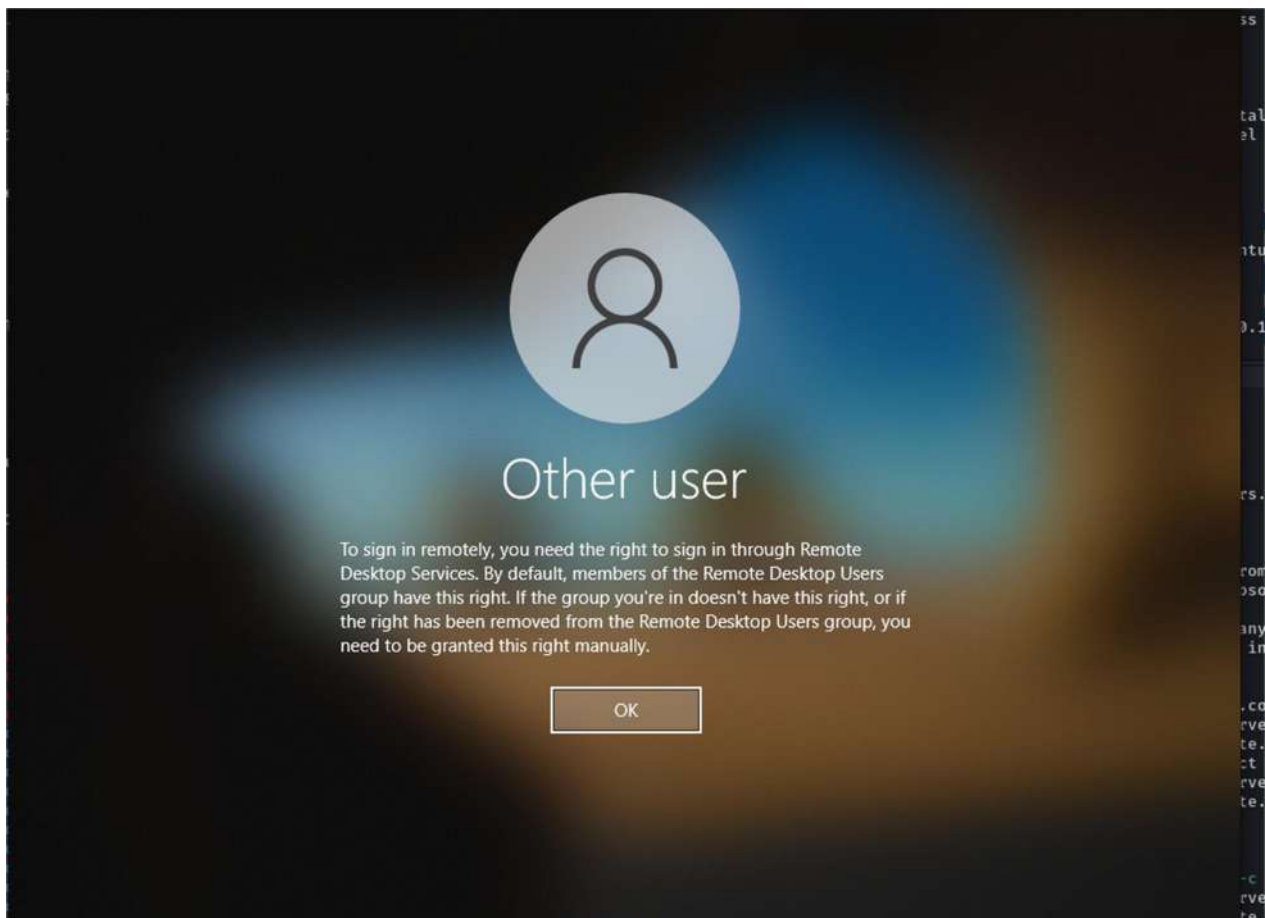 Other user
To sign in remotely, you need the right to sign in through Remote
Desktop Services. By default, members of the Remote Desktop Users
group have this right. If the group you're in doesn't have this right, or if
the right has been removed from the Remote Desktop Users group, you
need to be granted this right manually.
OK